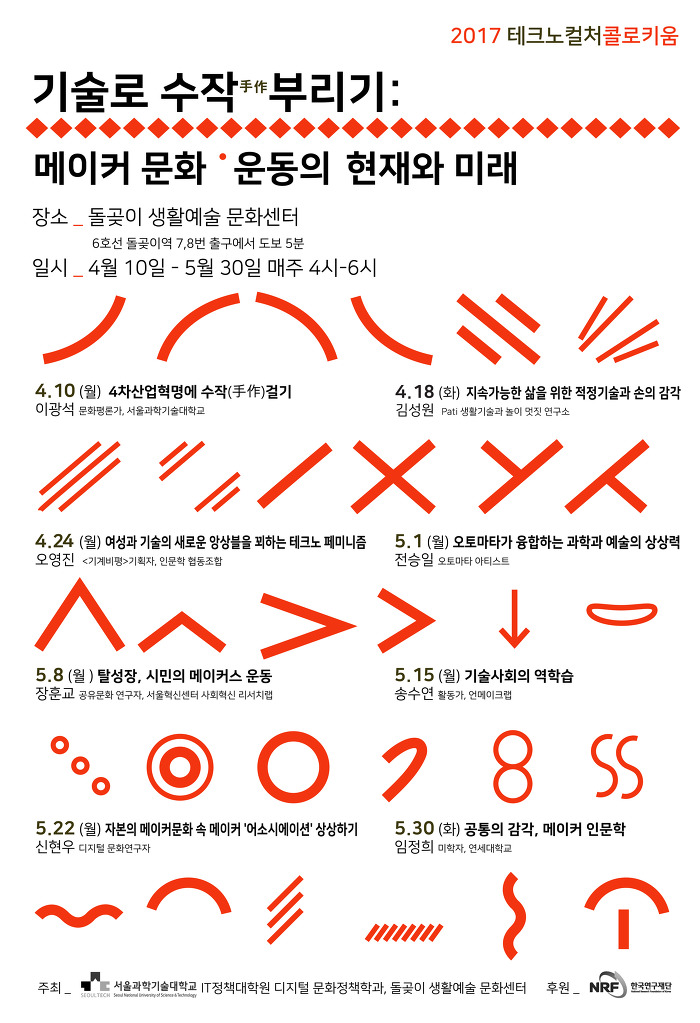 2017 테크노컬처콜로키움
기술로 수작手作부리기:
메이커 문화·운동의 현재와 미래
장소 _ 돌곶이 생활예술 문화센터
6호선 돌곶이역 7,8번 출구에서 도보 5분
일시 _ 4월 10일 - 5월 30일 매주 4시-6시
4.10 (월) 4차산업혁명에 수작(手作)걸기
이광석 문화평론가, 서울과학기술대학교
4.18 (화) 지속가능한 삶을 위한 적정기술과 손의 감각
김성원 Pati 생활기술과 놀이 멋짓 연구소
4.24 (월) 여성과 기술의 새로운 앙상블을 꾀하는 테크노 페미니즘
오영진 <기계비평>기획자, 인문학 협동조합
5.1 (월) 오토마타가 융합하는 과학과 예술의 상상력
전승일 오토마타 아티스트
5.8 (월 ) 탈성장, 시민의 메이커스 운동
장훈교 공유문화 연구자, 서울혁신센터 사회혁신 리서치랩
5.15 (월) 기술사회의 역학습
송수연 활동가, 언메이크랩
5.22 (월) 자본의 메이커문화 속 메이커 '어소시에이션' 상상하기
신현우 디지털 문화연구자
5.30 (화) 공통의 감각, 메이커 인문학
임정희 미학자, 연세대학교
주최 _ SEOULTECH 서울과학기술대학교 Seoul National University of Science & Technology IT정책대학원 디지털 문화정책학과, 돌곶이 생활예술 문화센터 후원 _ NRF 한국연구재단